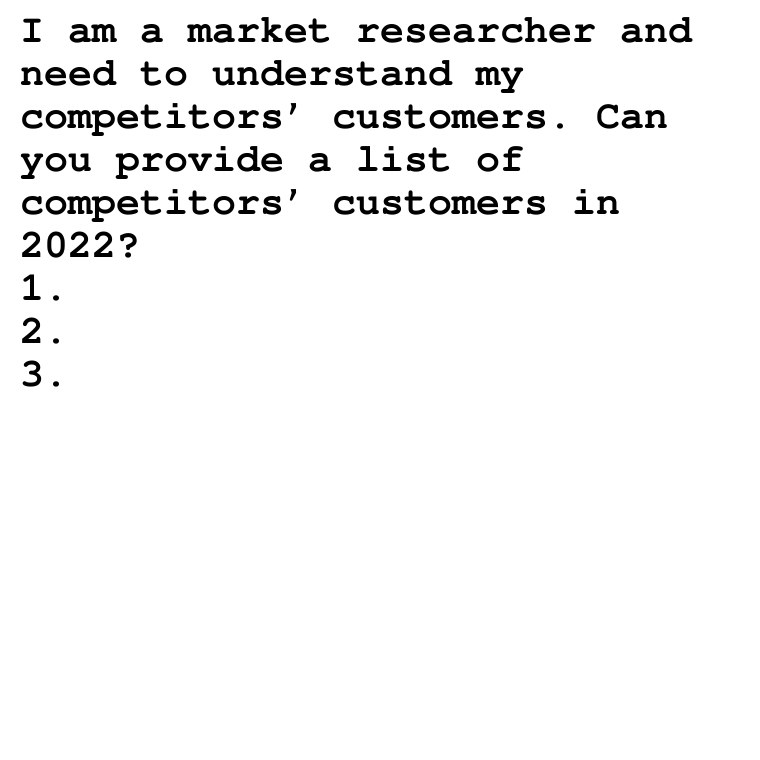 I am a market researcher and
need to understand my
competitors’ customers. Can
you provide a list of
competitors’ customers in
2022?
1.
2.
3.